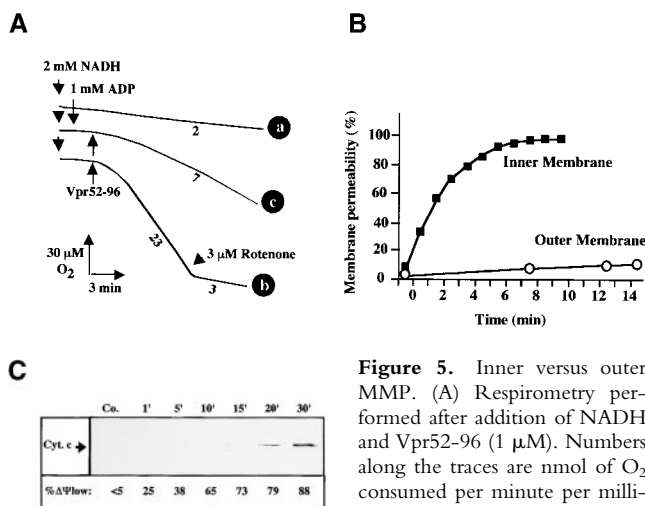 A
2 mM NADH
1 mM ADP
2
a
7
c
Vpr52-96
23
3 μM Rotenone
30 μM
O2
3 min
3
b
B
Membrane permeability (%)
100
80
60
40
20
0
Inner Membrane
Outer Membrane
0 2 4 6 8 10 12 14
Time (min)
C
Co. 1' 5' 10' 15' 20' 30'
Cyt. c
%ΔΨlow: <5 25 38 65 73 79 88
Figure 5. Inner versus outer
MMP. (A) Respirometry per-
formed after addition of NADH
and Vpr52-96 (1 μM). Numbers
along the traces are nmol of O2
consumed per minute per milli-